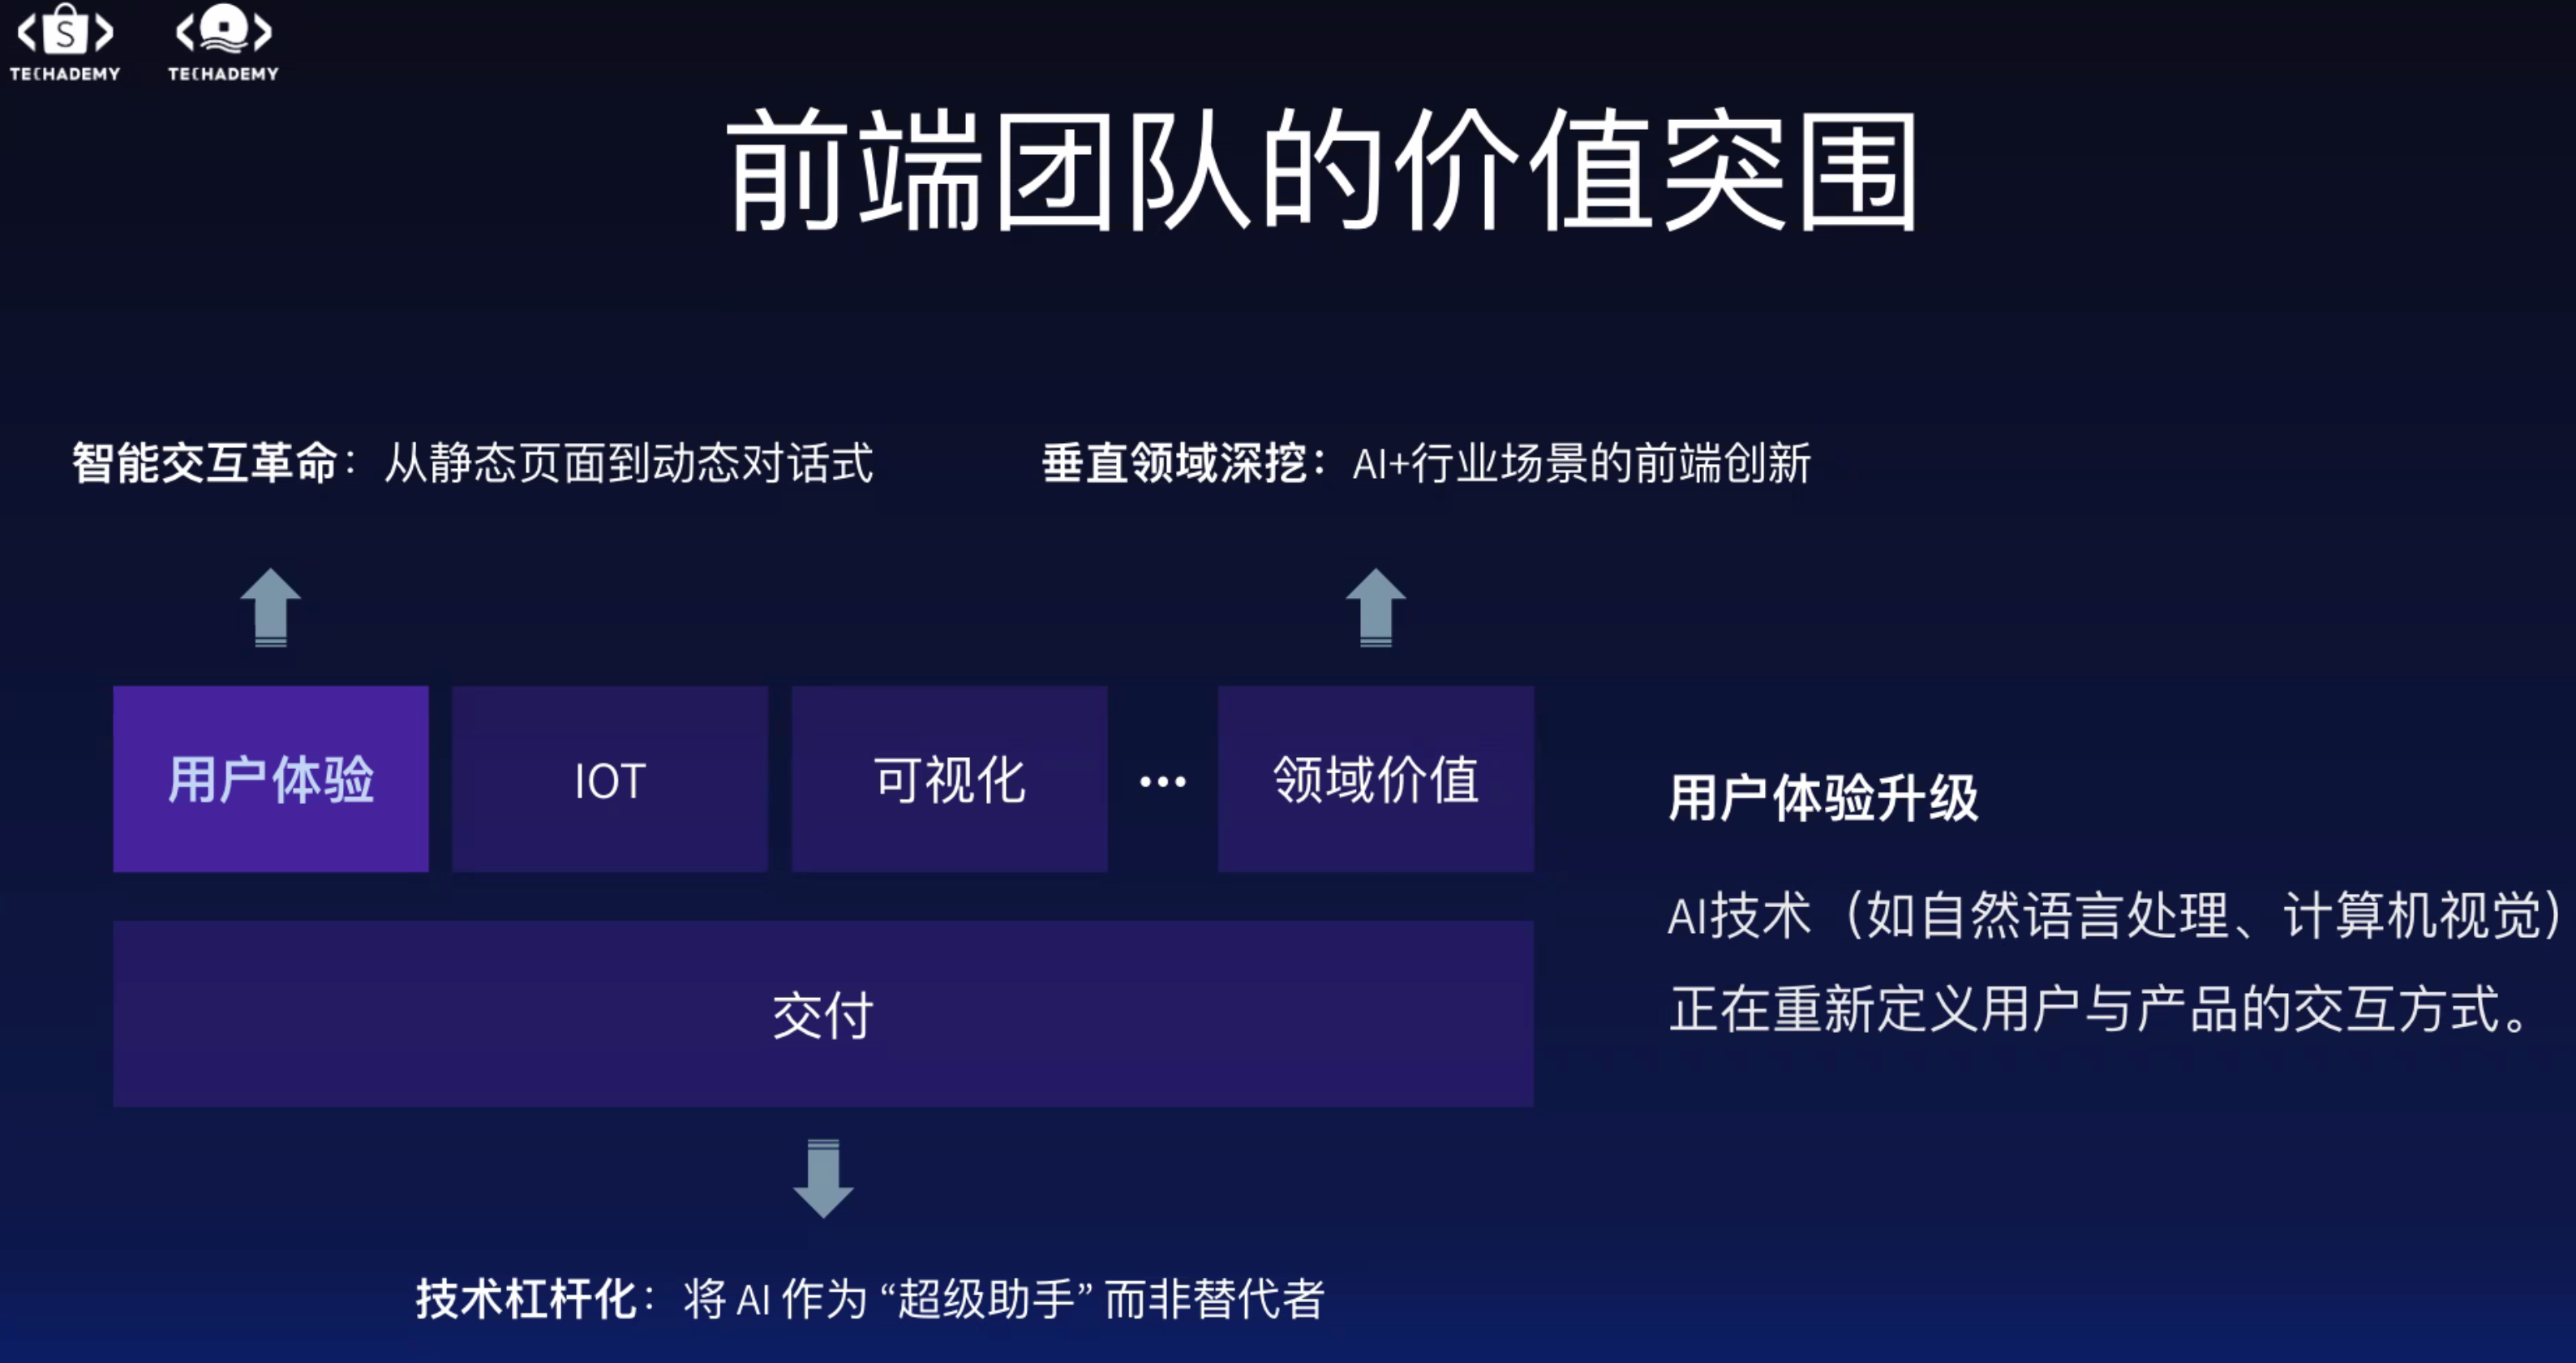 TECHADEMY TECHADEMY
前端团队的价值突围
智能交互革命：从静态页面到动态对话式
垂直领域深挖：AI+行业场景的前端创新
用户体验
IOT
可视化
...
领域价值
交付
用户体验升级
AI技术（如自然语言处理、计算机视觉）
正在重新定义用户与产品的交互方式。
技术杠杆化：将 AI 作为 “超级助手” 而非替代者